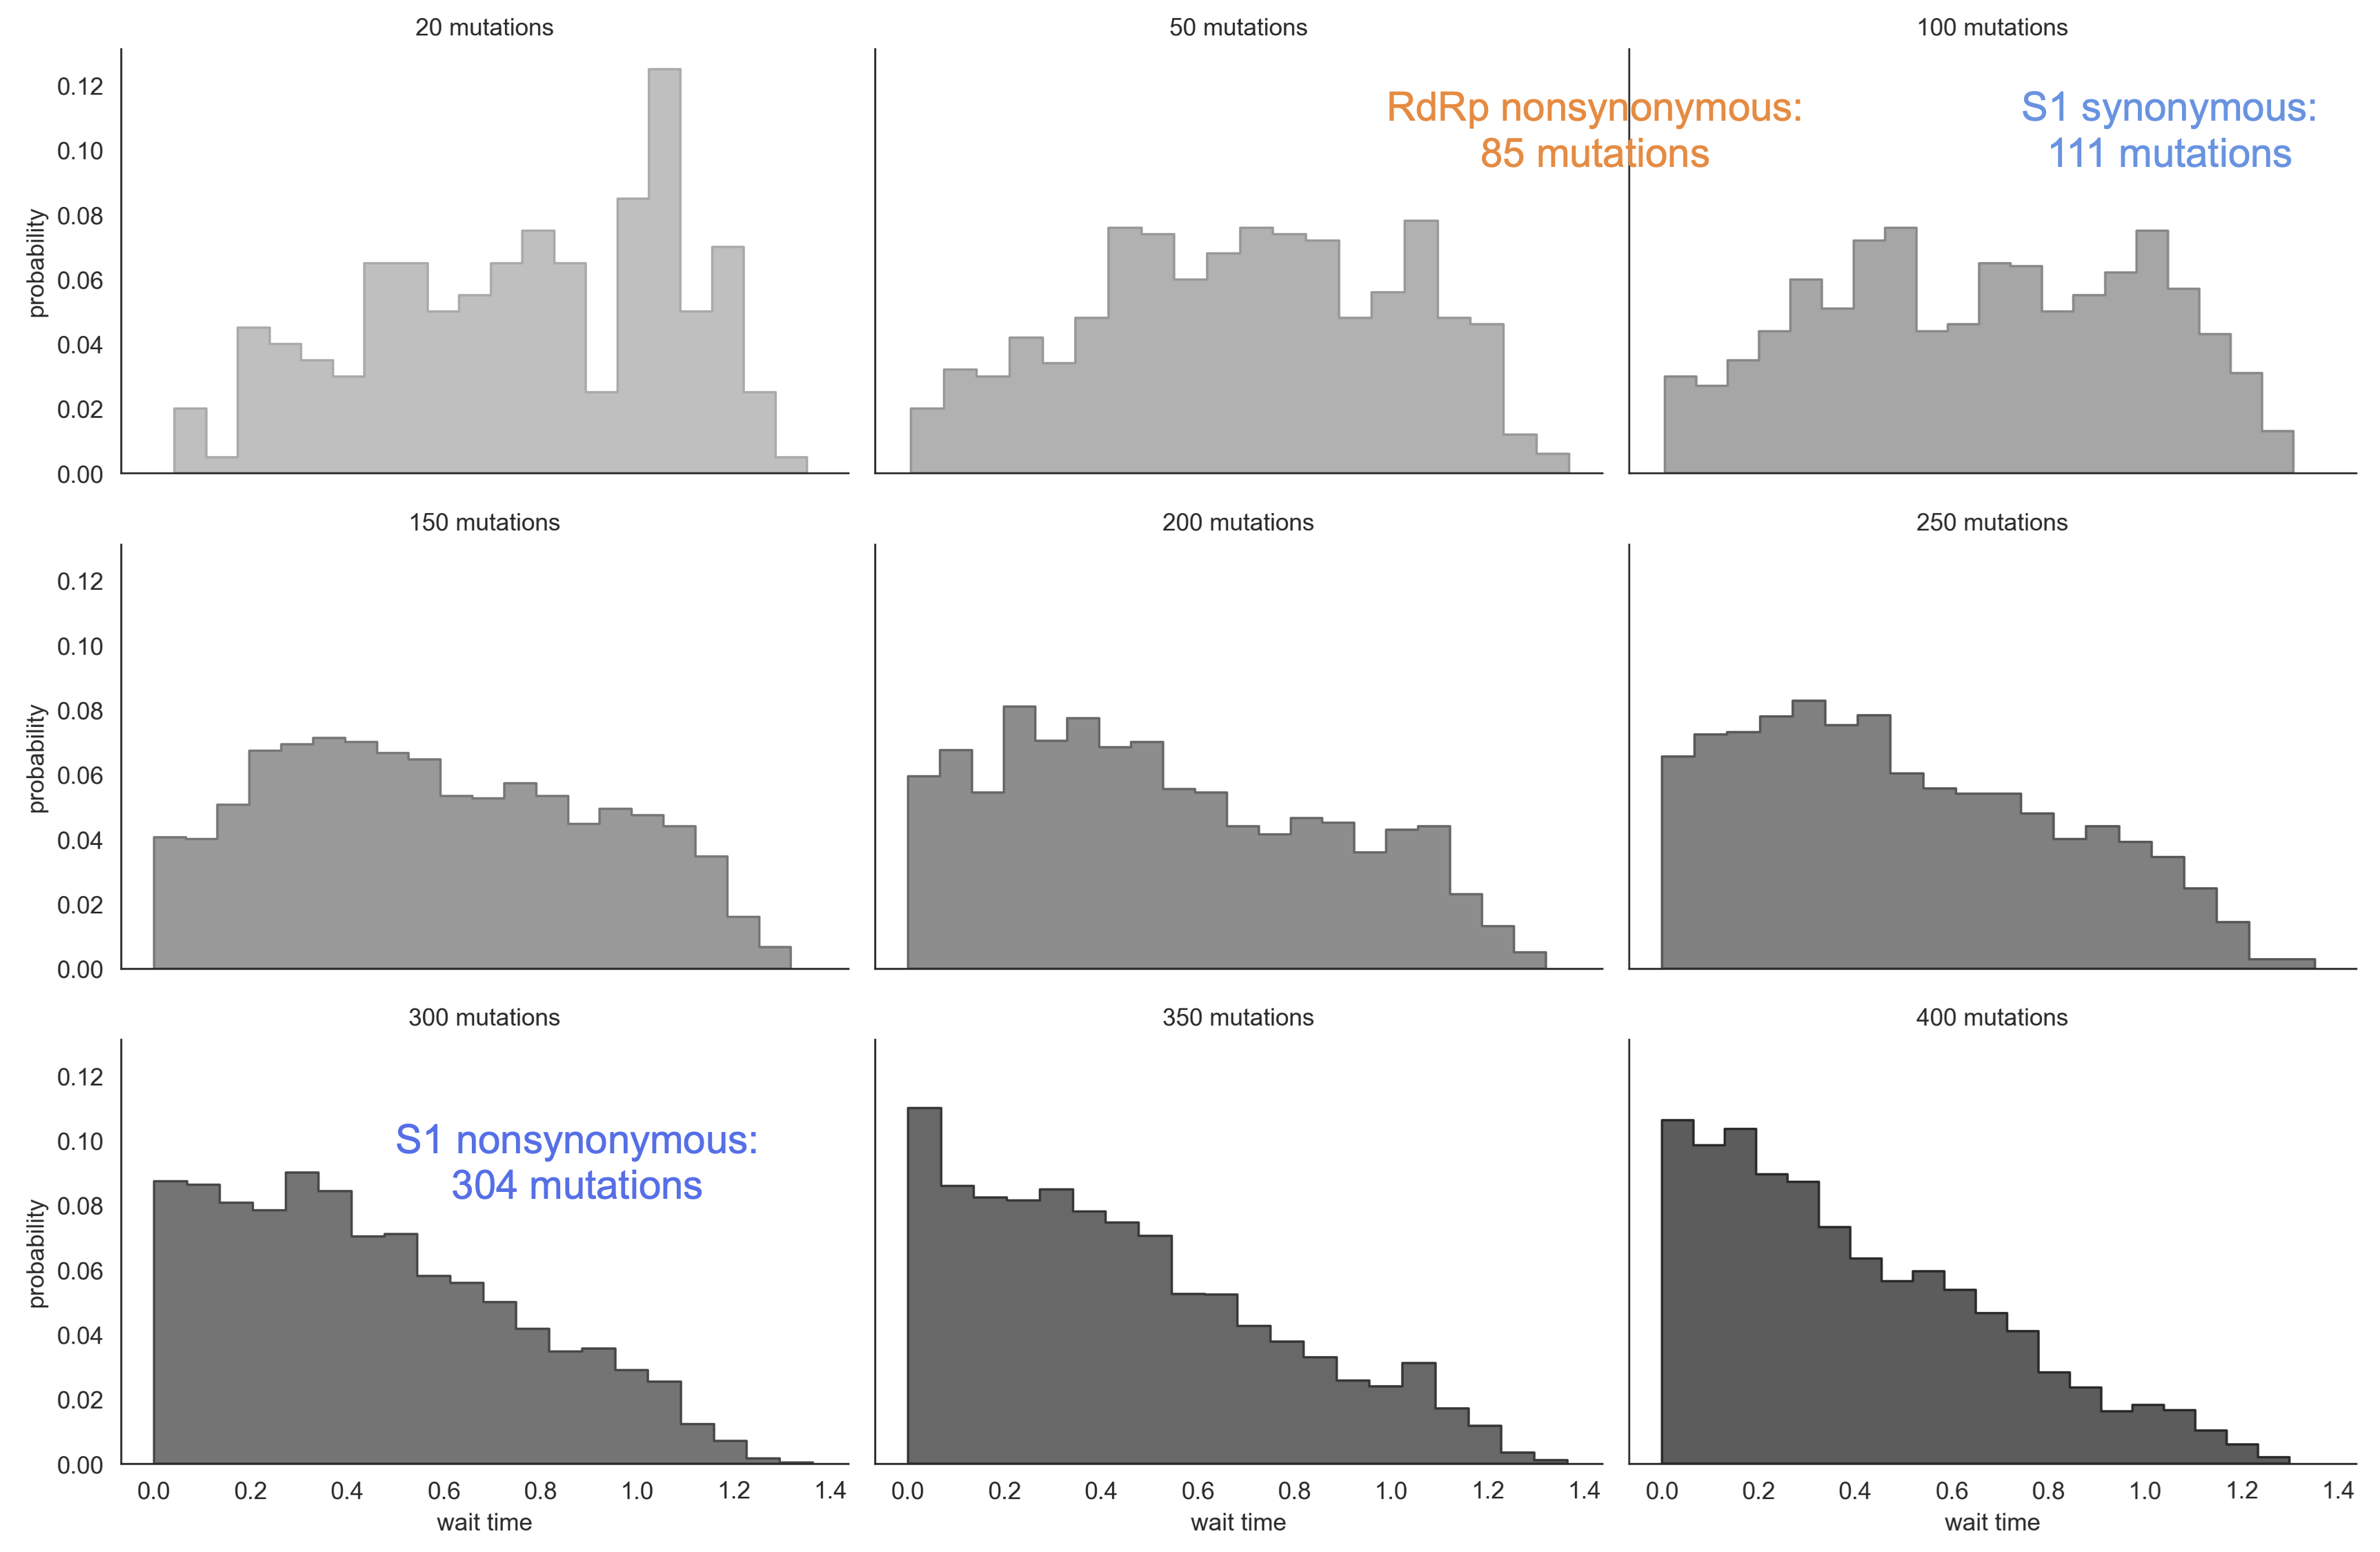 20 mutations
50 mutations
100 mutations
probability
0.12
0.10
0.08
0.06
0.04
0.02
0.00
RdRp nonsynonymous:
85 mutations
S1 synonymous:
111 mutations
150 mutations
200 mutations
250 mutations
probability
0.12
0.10
0.08
0.06
0.04
0.02
0.00
300 mutations
350 mutations
400 mutations
probability
0.12
0.10
0.08
0.06
0.04
0.02
0.00
S1 nonsynonymous:
304 mutations
0.0 0.2 0.4 0.6 0.8 1.0 1.2 1.4
wait time
0.0 0.2 0.4 0.6 0.8 1.0 1.2 1.4
wait time
0.0 0.2 0.4 0.6 0.8 1.0 1.2 1.4
wait time